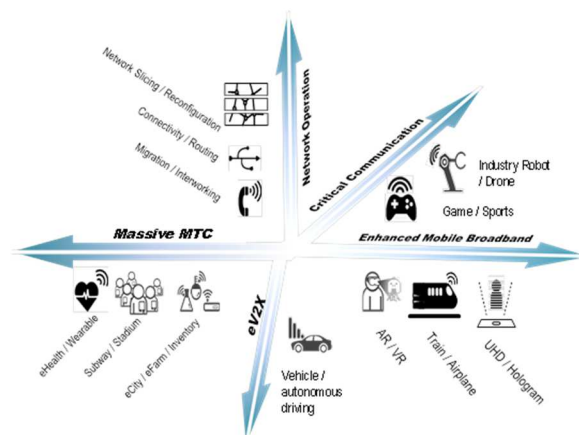 Network Slicing / Reconfiguration
Connectivity / Routing
Migration / Interworking
Network Operation
Critical Communication
Industry Robot
/ Drone
Game / Sports
Massive MTC
Enhanced Mobile Broadband
eHealth / Wearable
Subway / Stadium
eCity / eFarm / Inventory
eV2X
Vehicle /
autonomous
driving
AR / VR
Train / Airplane
UHD / Hologram